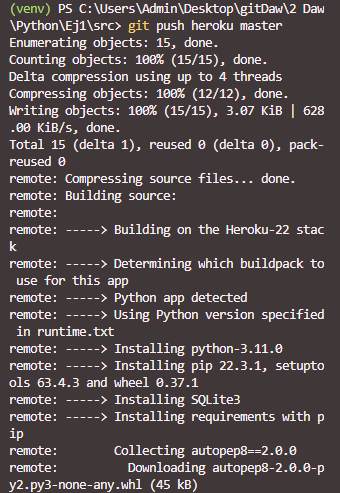 (venv) PS C:\Users\Admin\Desktop\gitDaw\2 Daw
\Python\Ej1\src> git push heroku master
Enumerating objects: 15, done.
Counting objects: 100% (15/15), done.
Delta compression using up to 4 threads
Compressing objects: 100% (12/12), done.
Writing objects: 100% (15/15), 3.07 KiB | 628
.00 KiB/s, done.
Total 15 (delta 1), reused 0 (delta 0), pack-
reused 0
remote: Compressing source files... done.
remote: Building source:
remote:
remote: -----> Building on the Heroku-22 stac
k
remote: -----> Determining which buildpack to
 use for this app
remote: -----> Python app detected
remote: -----> Using Python version specified
 in runtime.txt
remote: -----> Installing python-3.11.0
remote: -----> Installing pip 22.3.1, setupto
ols 63.4.3 and wheel 0.37.1
remote: -----> Installing SQLite3
remote: -----> Installing requirements with p
ip
remote:        Collecting autopep8==2.0.0
remote:          Downloading autopep8-2.0.0-p
y2.py3-none-any.whl (45 kB)